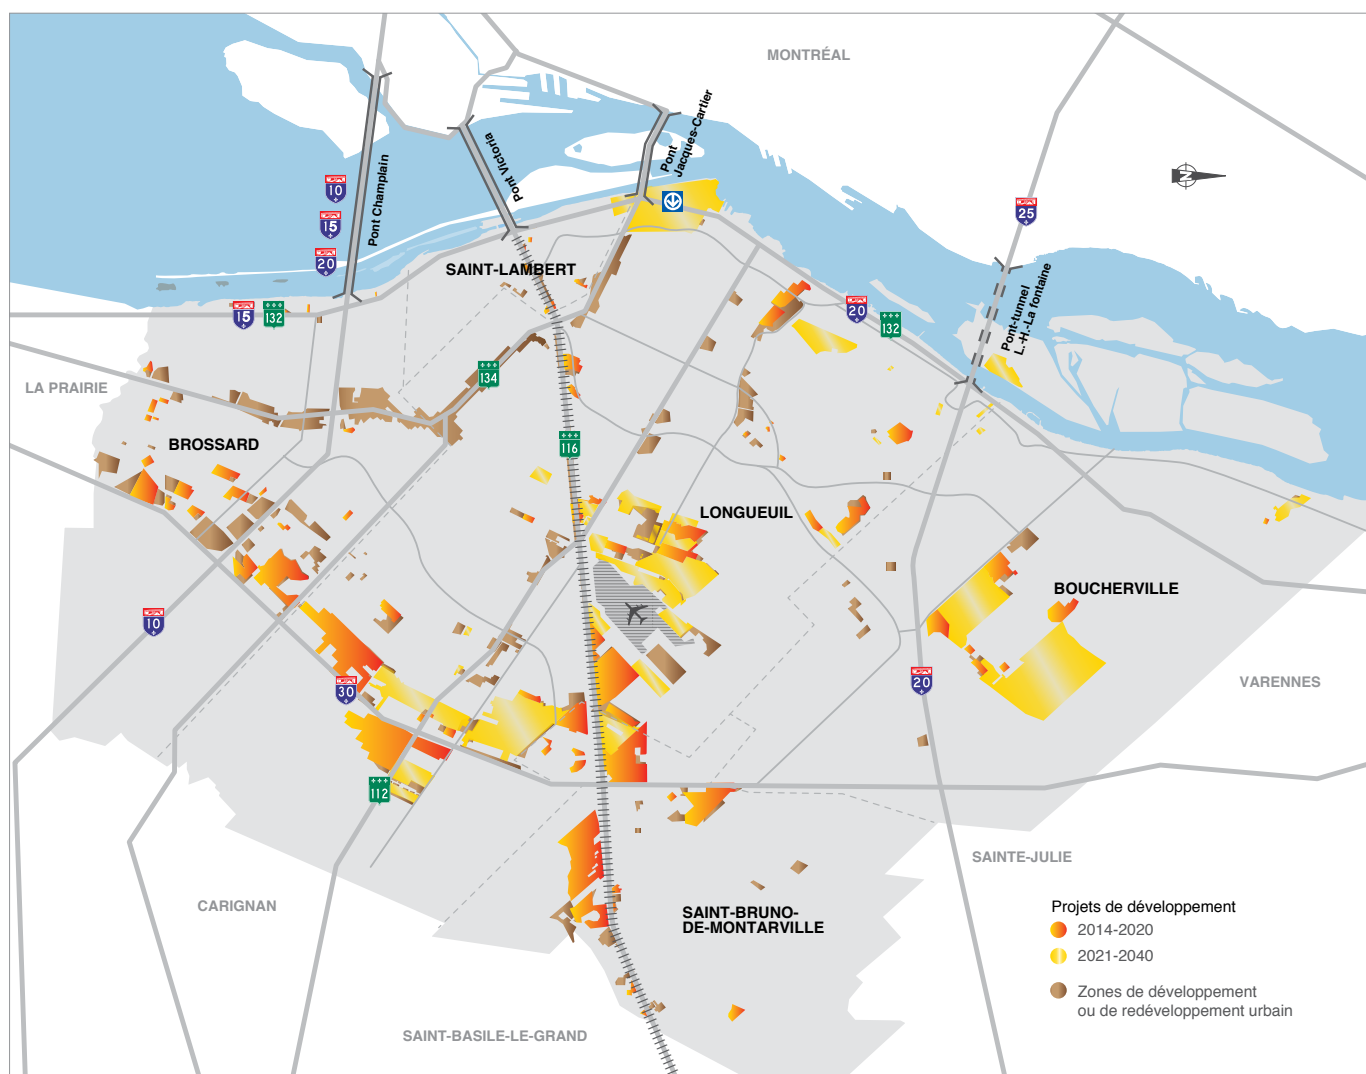 MONTRÉAL
Pont Champlain
Pont Victoria
Pont
Jacques-Cartier
Pont-tunnel
L.-H.-La fontaine
N
10
15
20
25
15
132
20
132
SAINT-LAMBERT
LA PRAIRIE
134
BROSSARD
116
LONGUEUIL
BOUCHERVILLE
10
30
20
VARENNES
112
SAINTE-JULIE
CARIGNAN
SAINT-BRUNO-
DE-MONTARVILLE
SAINT-BASILE-LE-GRAND
Projets de développement
2014-2020
2021-2040
Zones de développement
ou de redéveloppement urbain